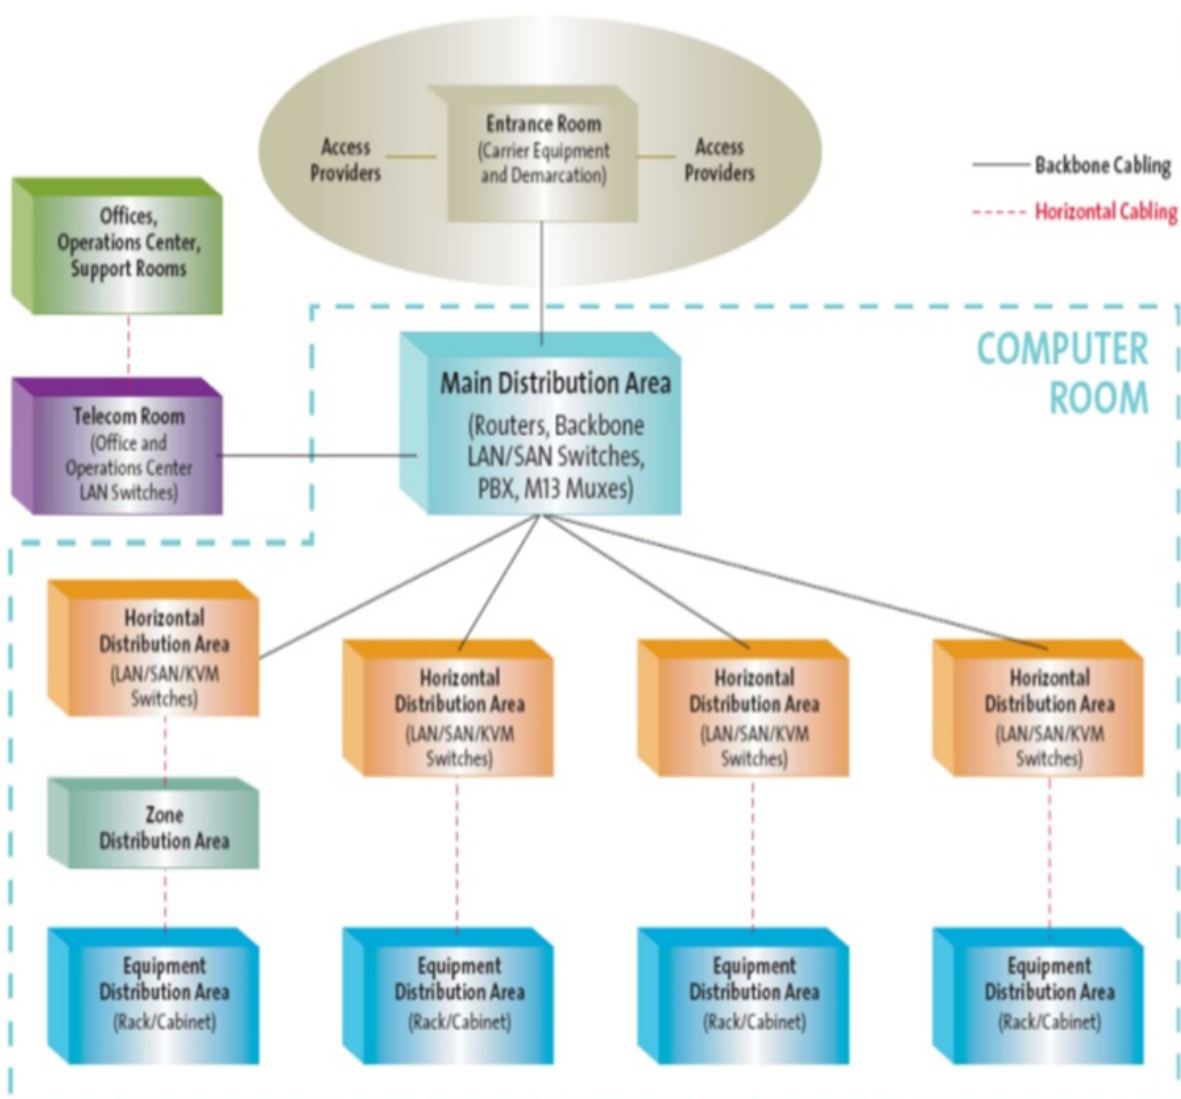 Entrance Room
(Carrier Equipment
and Demarcation)
Access
Providers
Access
Providers
Backbone Cabling
Horizontal Cabling
Offices,
Operations Center,
Support Rooms
COMPUTER
ROOM
Main Distribution Area
(Routers, Backbone
LAN/SAN Switches,
PBX, M13 Muxes)
Telecom Room
(Office and
Operations Center
LAN Switches)
Horizontal
Distribution Area
(LAN/SAN/KVM
Switches)
Horizontal
Distribution Area
(LAN/SAN/KVM
Switches)
Horizontal
Distribution Area
(LAN/SAN/KVM
Switches)
Horizontal
Distribution Area
(LAN/SAN/KVM
Switches)
Zone
Distribution Area
Equipment
Distribution Area
(Rack/Cabinet)
Equipment
Distribution Area
(Rack/Cabinet)
Equipment
Distribution Area
(Rack/Cabinet)
Equipment
Distribution Area
(Rack/Cabinet)